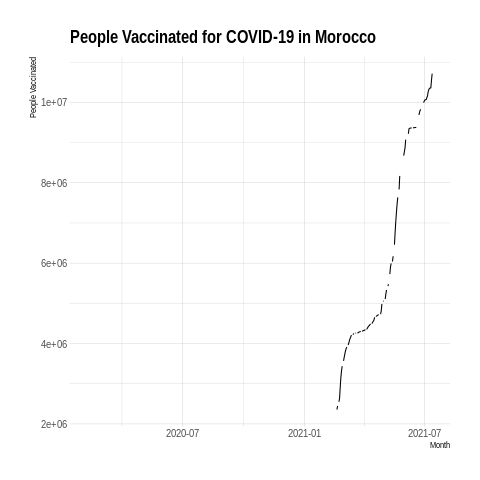 People Vaccinated for COVID-19 in Morocco
People Vaccinated
1e+07
8e+06
6e+06
4e+06
2e+06
2020-07
2021-01
2021-07
Month